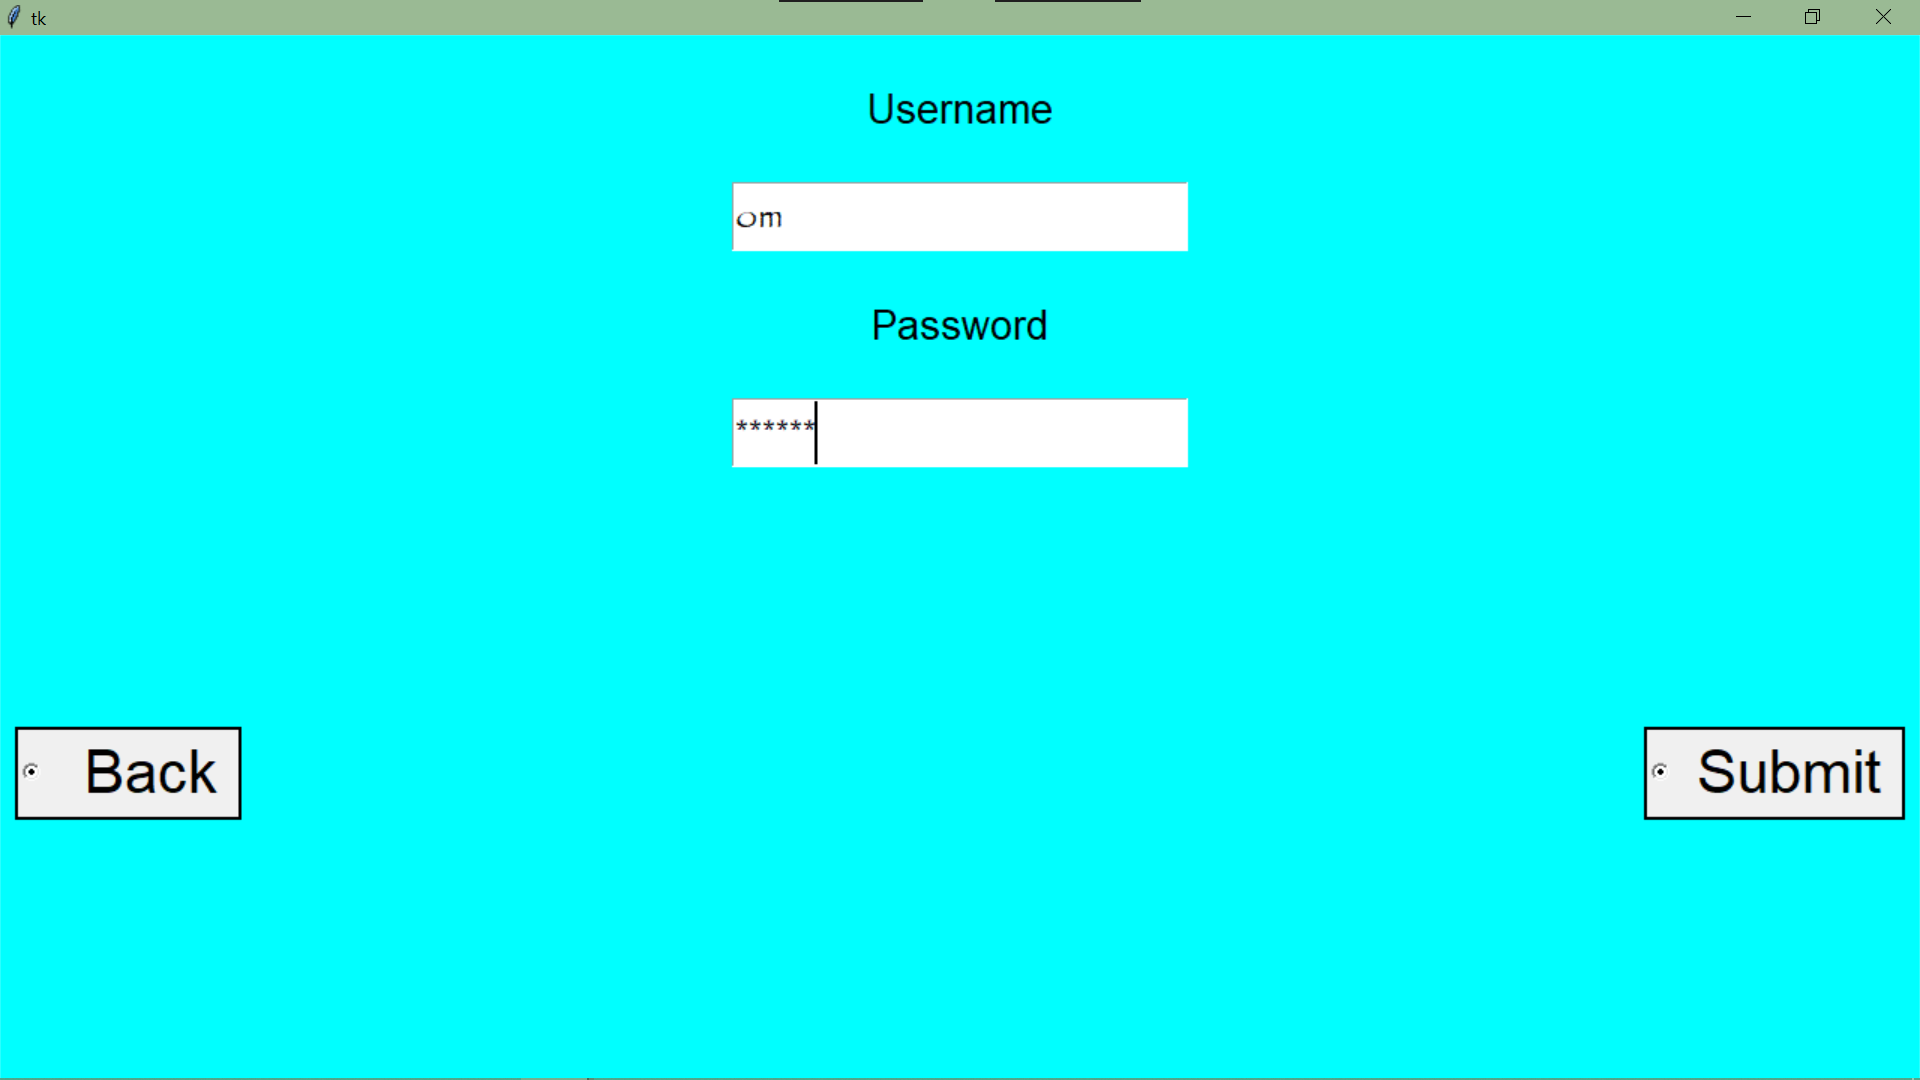 tk
Username
om
Password
******
Back
Submit